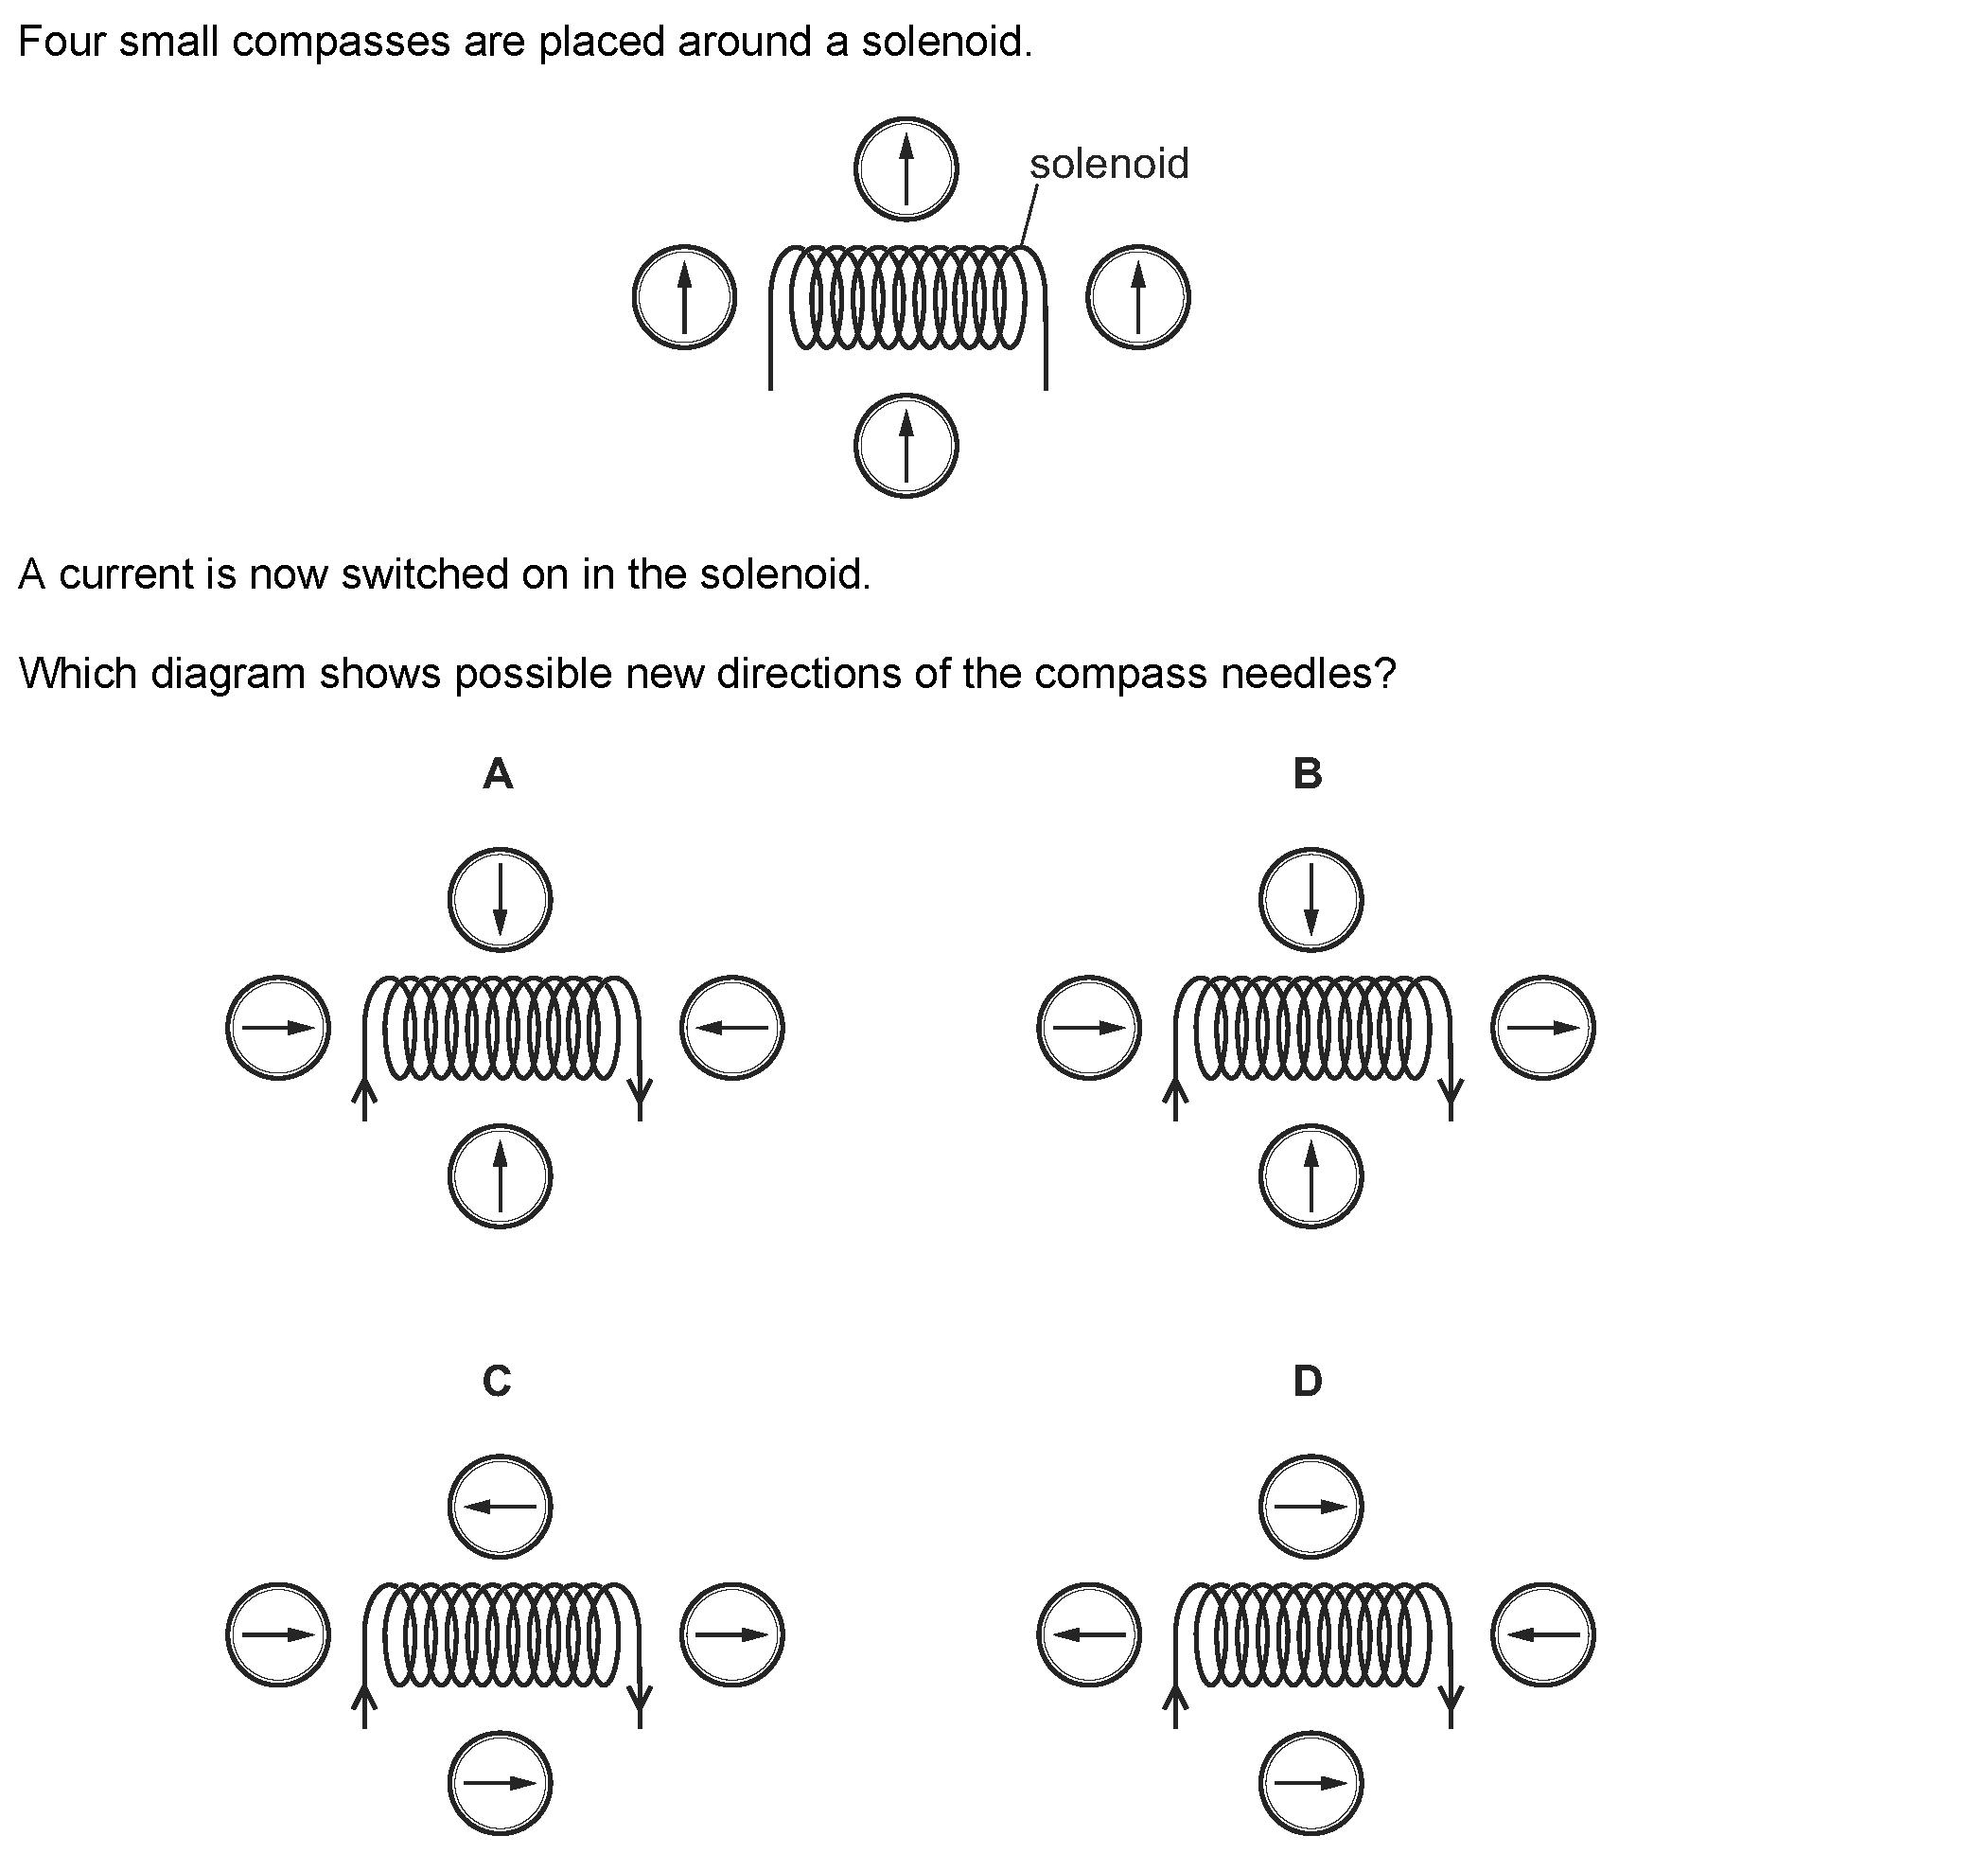 Four small compasses are placed around a solenoid.
solenoid
A current is now switched on in the solenoid.
Which diagram shows possible new directions of the compass needles?
A
B
C
D